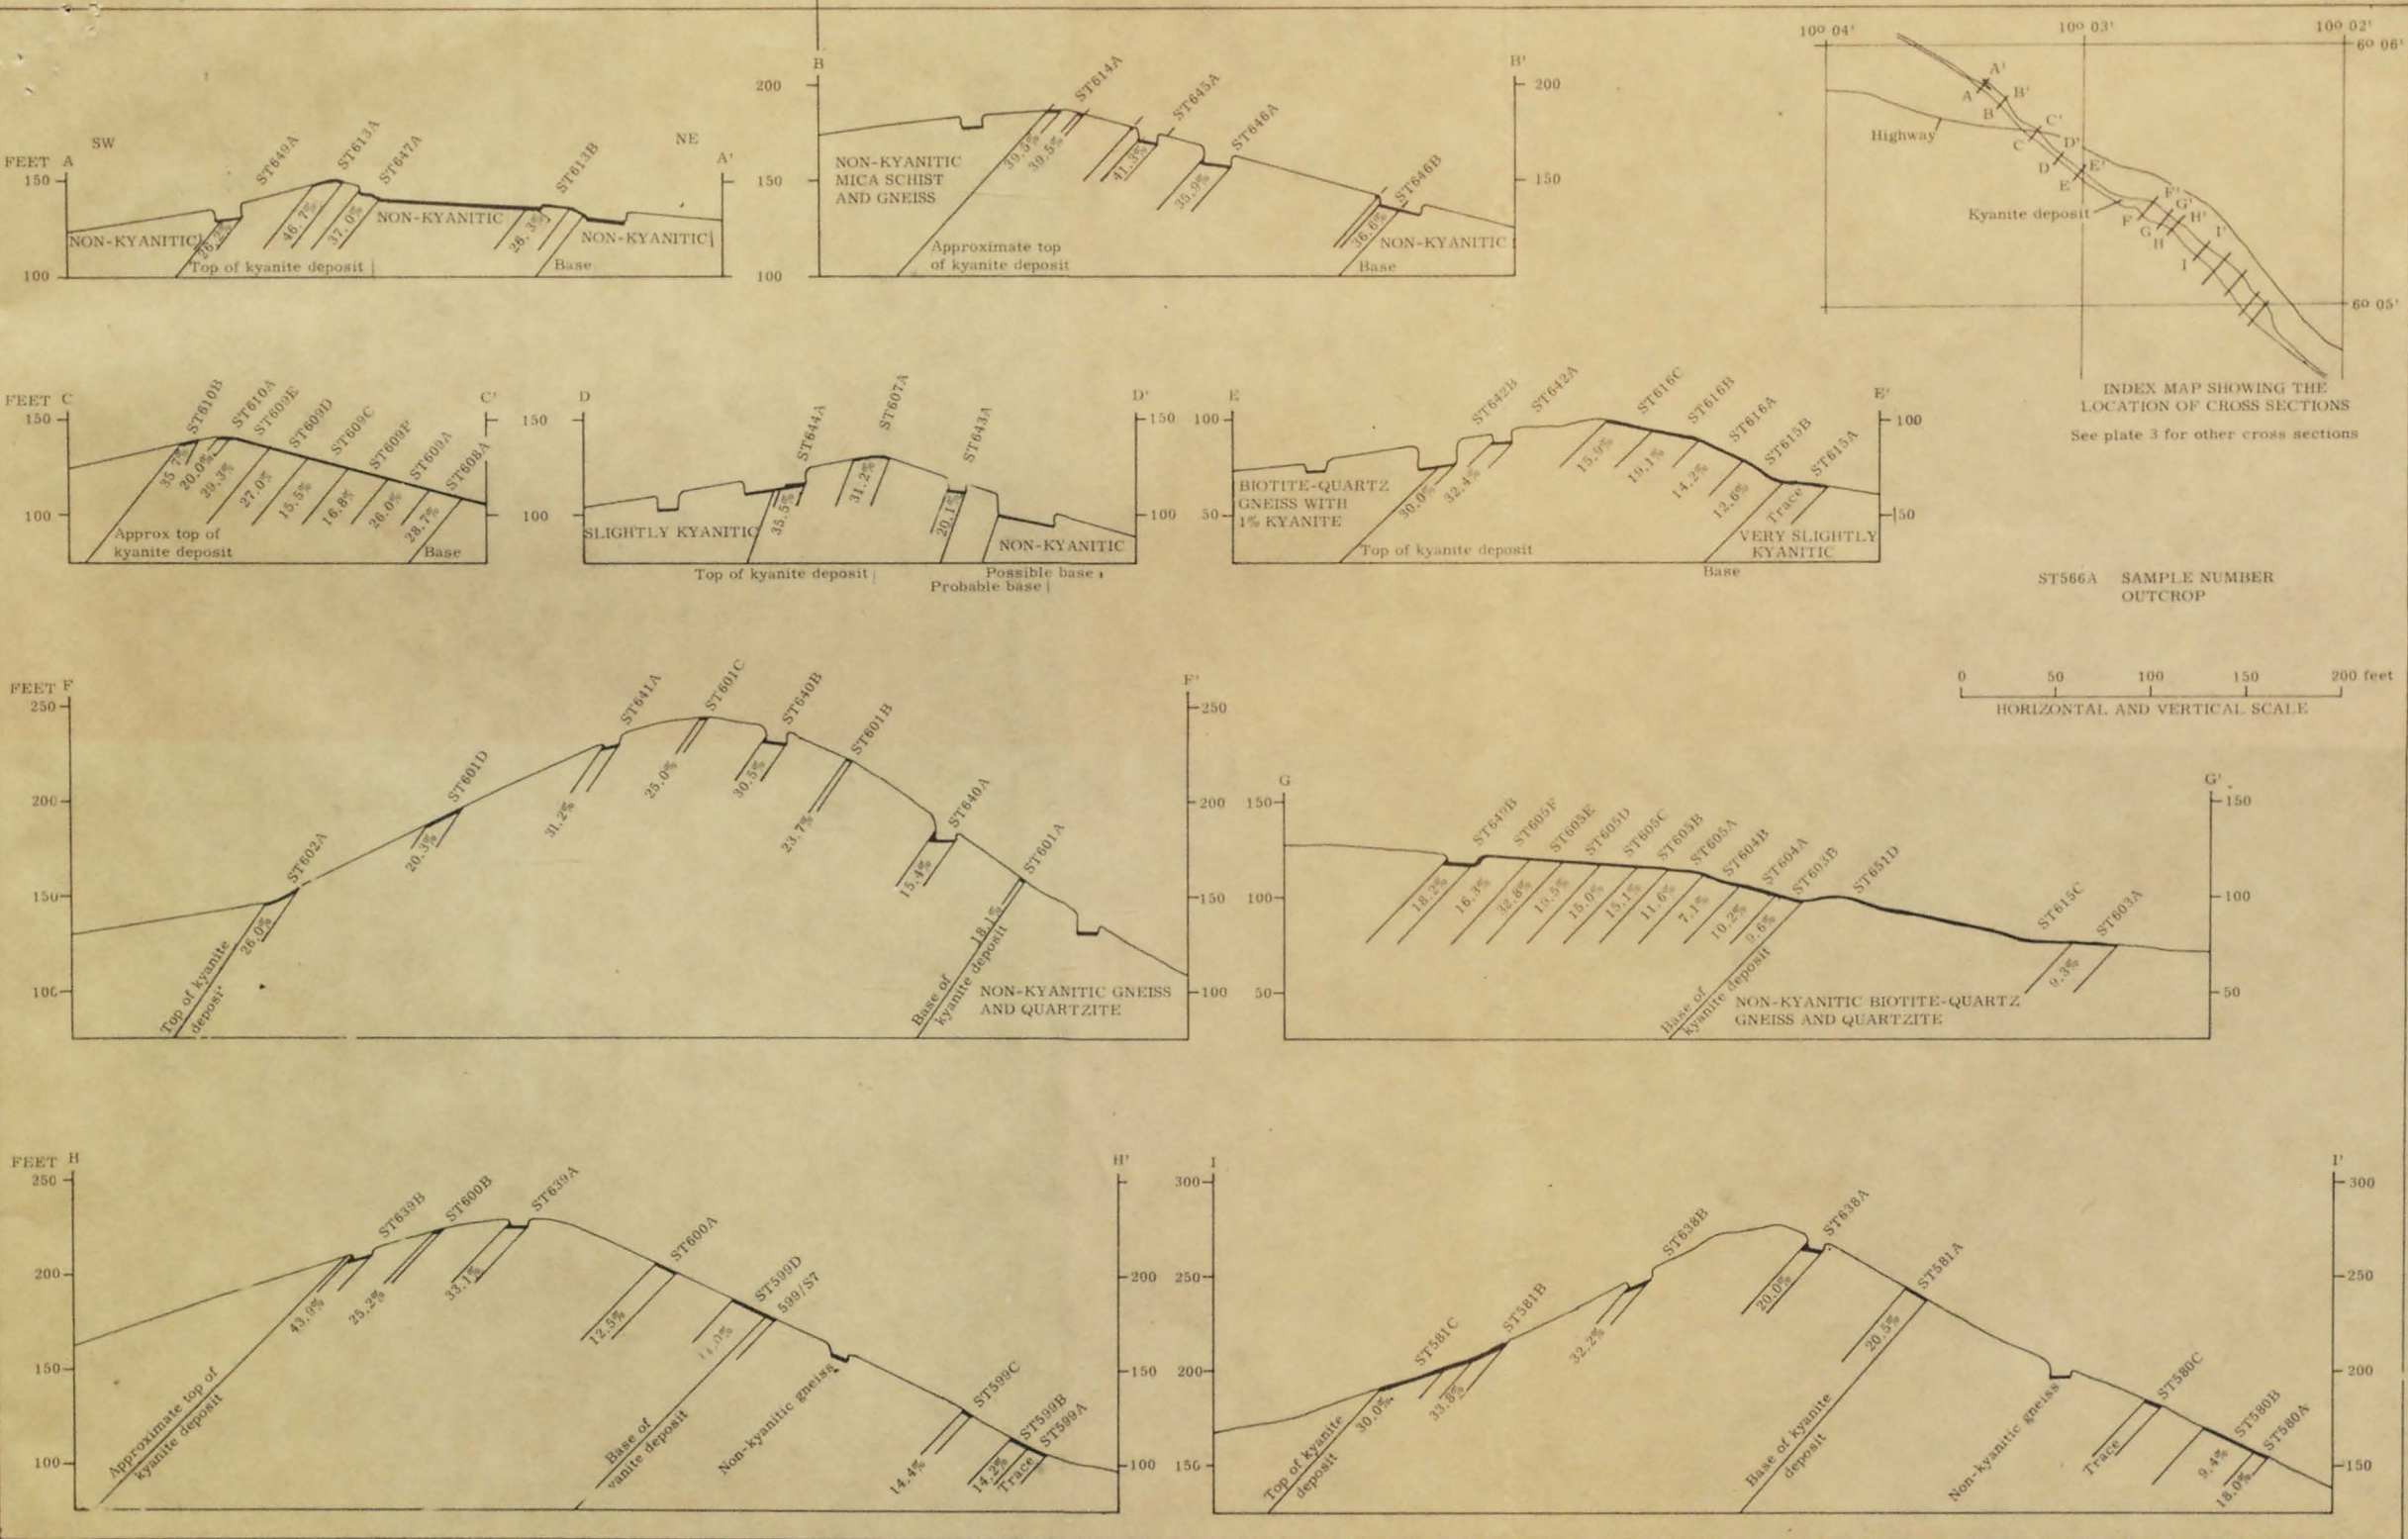 SW
NE
FEET A
A'
150
150
100
100
ST649A
ST613A
ST647A
ST613B
46.7%
37.0%
26.3%
NON-KYANITIC
NON-KYANITIC
NON-KYANITIC
Top of kyanite deposit
Base
B
B'
200
200
150
100
ST614A
ST645A
ST646A
ST646B
39.5%
39.5%
41.3%
35.9%
36.6%
NON-KYANITIC
MICA SCHIST
AND GNEISS
Approximate top
of kyanite deposit
NON-KYANITIC
Base
10° 04'
10° 03'
10° 02'
6° 06'
6° 05'
A'
A
B'
B
C'
C
D'
D
E'
E
F'
F
G'
G
H'
H
I'
I
Highway
Kyanite deposit
INDEX MAP SHOWING THE
LOCATION OF CROSS SECTIONS
See plate 3 for other cross sections
FEET C
C'
150
100
ST610B
ST610A
ST609E
ST609D
ST609C
ST609A
ST608A
35.7%
20.0%
39.3%
27.0%
15.5%
16.8%
26.0%
28.7%
Approx top of
kyanite deposit
Base
D
D'
150
150
100
100
ST644A
ST607A
ST643A
35.5%
31.2%
20.1%
SLIGHTLY KYANITIC
NON-KYANITIC
Top of kyanite deposit
Possible base
Probable base
E
E'
100
100
50
50
ST642B
ST642A
ST616C
ST616B
ST616A
ST615B
ST615A
30.0%
32.4%
15.9%
19.1%
14.2%
12.6%
Trace
BIOTITE-QUARTZ
GNEISS WITH
1% KYANITE
Top of kyanite deposit
VERY SLIGHTLY
KYANITIC
Base
ST566A SAMPLE NUMBER
OUTCROP
0 50 100 150 200 feet
HORIZONTAL AND VERTICAL SCALE
FEET F
F'
250
250
200
200
150
150
100
100
ST602A
ST601D
ST641A
ST601C
ST640B
ST601B
ST640A
ST601A
26.0%
20.3%
31.2%
25.0%
30.5%
23.7%
15.4%
18.1%
Top of kyanite
deposit
Base of
kyanite deposit
NON-KYANITIC GNEISS
AND QUARTZITE
G
G'
150
150
100
100
50
50
ST649B
ST605F
ST605E
ST605D
ST605C
ST605B
ST605A
ST604B
ST604A
ST603B
ST651D
ST615C
ST603A
18.2%
16.3%
32.8%
19.5%
15.0%
15.1%
11.6%
7.1%
10.2%
9.6%
9.3%
Base of
kyanite deposit
NON-KYANITIC BIOTITE-QUARTZ
GNEISS AND QUARTZITE
FEET H
H'
250
200
200
150
150
100
100
ST639B
ST600B
ST639A
ST600A
ST599D
599/S7
ST599C
ST599B
ST599A
43.9%
25.2%
33.1%
12.5%
14.4%
14.2%
Trace
Approximate top of
kyanite deposit
Base of
yanite deposit
Non-kyanitic gneiss
I
I'
300
300
250
250
200
200
150
150
ST581C
ST581B
ST638B
ST638A
ST581A
ST580C
ST580B
ST580A
30.0%
33.8%
32.2%
20.0%
20.5%
Trace
9.4%
18.0%
Top of kyanite
deposit
Base of kyanite
deposit
Non-kyanitic gneiss